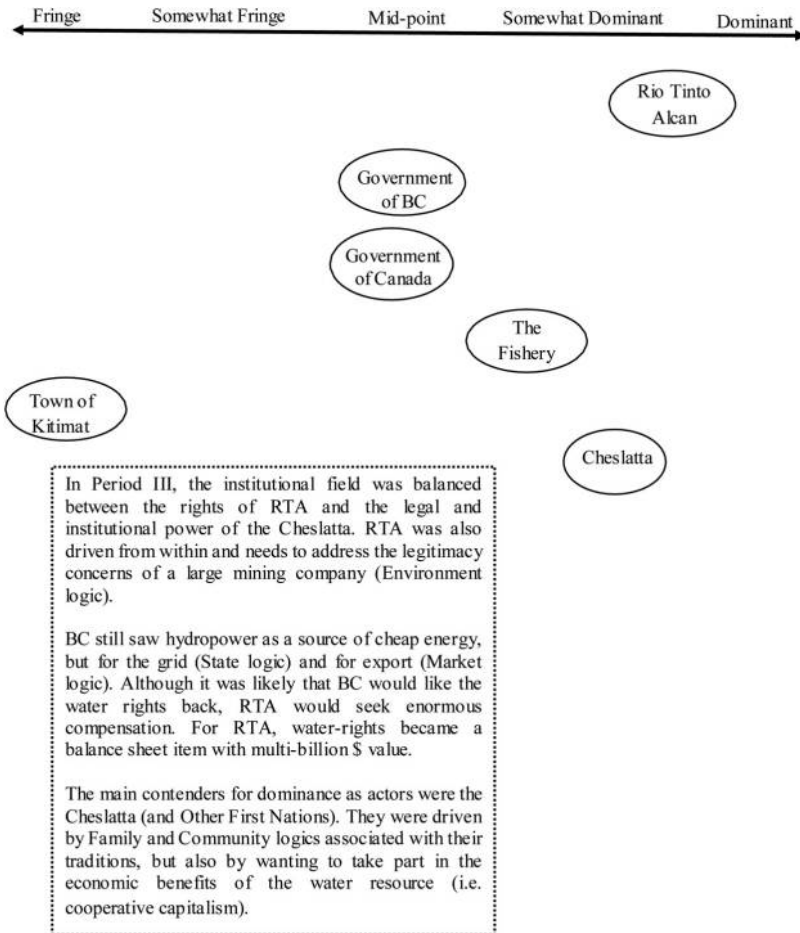 Fringe Somewhat Fringe Mid-point Somewhat Dominant Dominant
Rio Tinto
Alcan
Government
of BC
Government
of Canada
The
Fishery
Town of
Kitimat
Cheslatta
In Period III, the institutional field was balanced
between the rights of RTA and the legal and
institutional power of the Cheslatta. RTA was also
driven from within and needs to address the legitimacy
concerns of a large mining company (Environment
logic).
BC still saw hydropower as a source of cheap energy,
but for the grid (State logic) and for export (Market
logic). Although it was likely that BC would like the
water rights back, RTA would seek enormous
compensation. For RTA, water-rights became a
balance sheet item with multi-billion $ value.
The main contenders for dominance as actors were the
Cheslatta (and Other First Nations). They were driven
by Family and Community logics associated with their
traditions, but also by wanting to take part in the
economic benefits of the water resource (i.e.
cooperative capitalism).